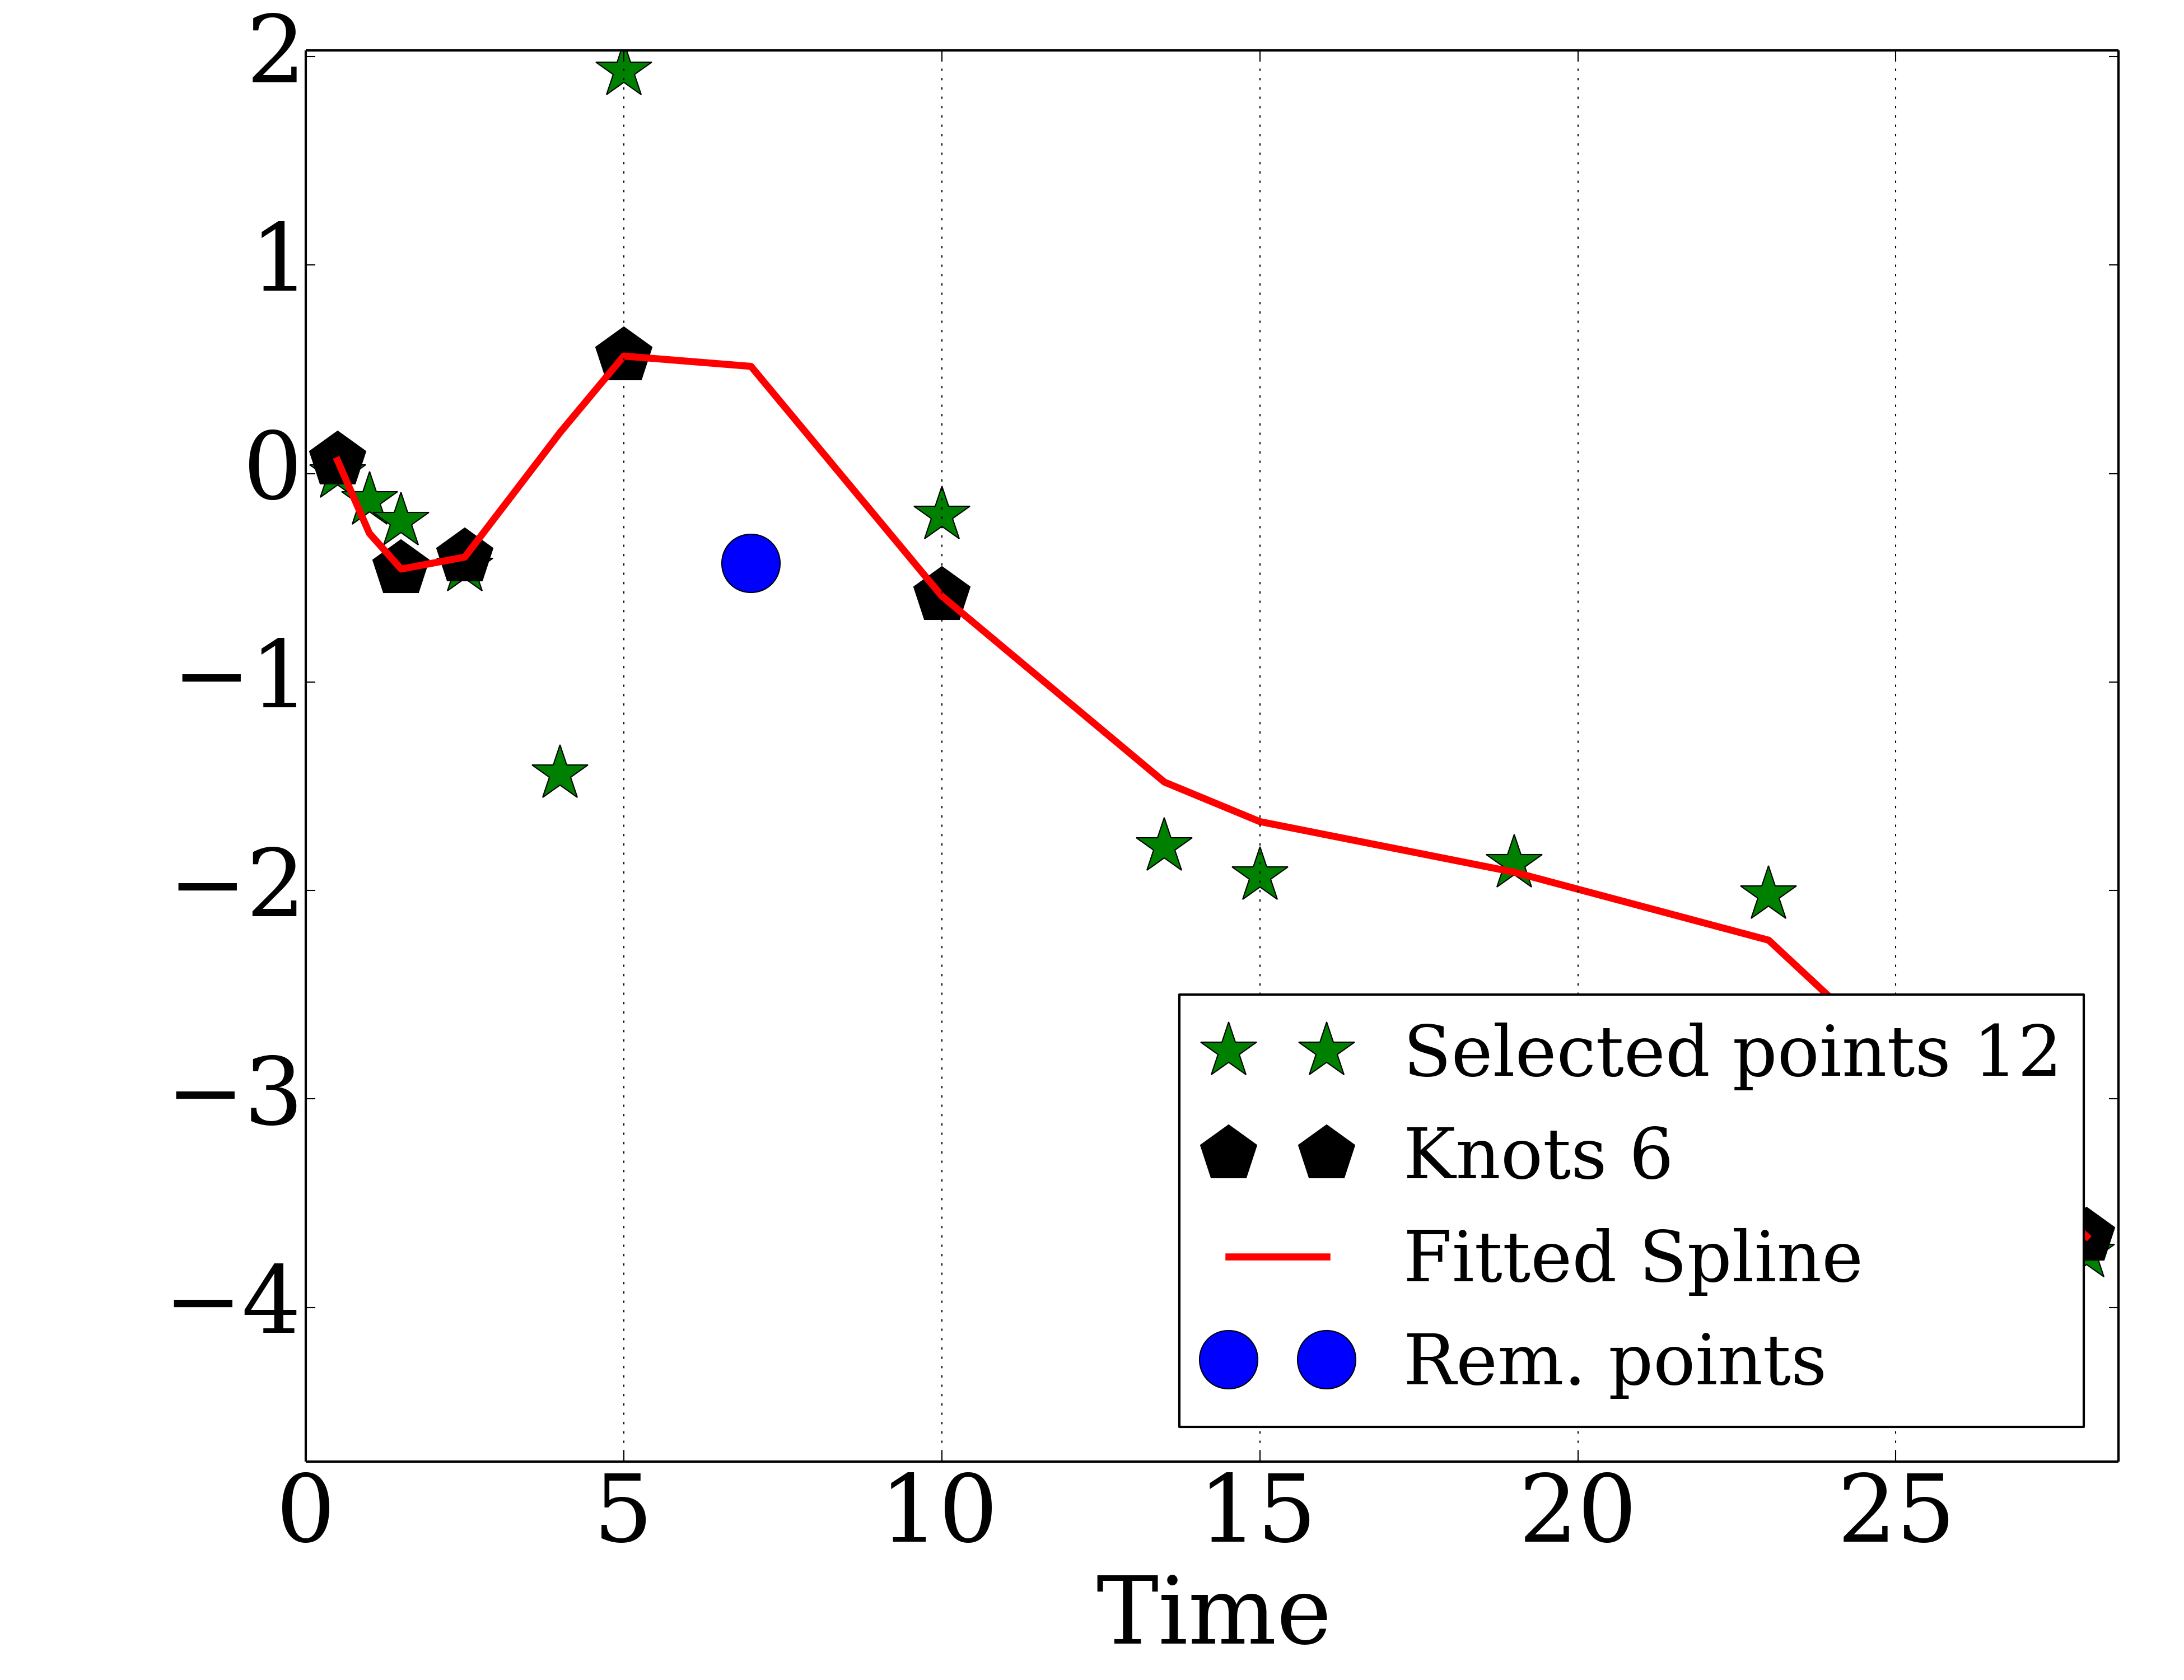 2
1
0
−1
−2
−3
−4
Selected points 12
Knots 6
Fitted Spline
Rem. points
0 5 10 15 20 25
Time